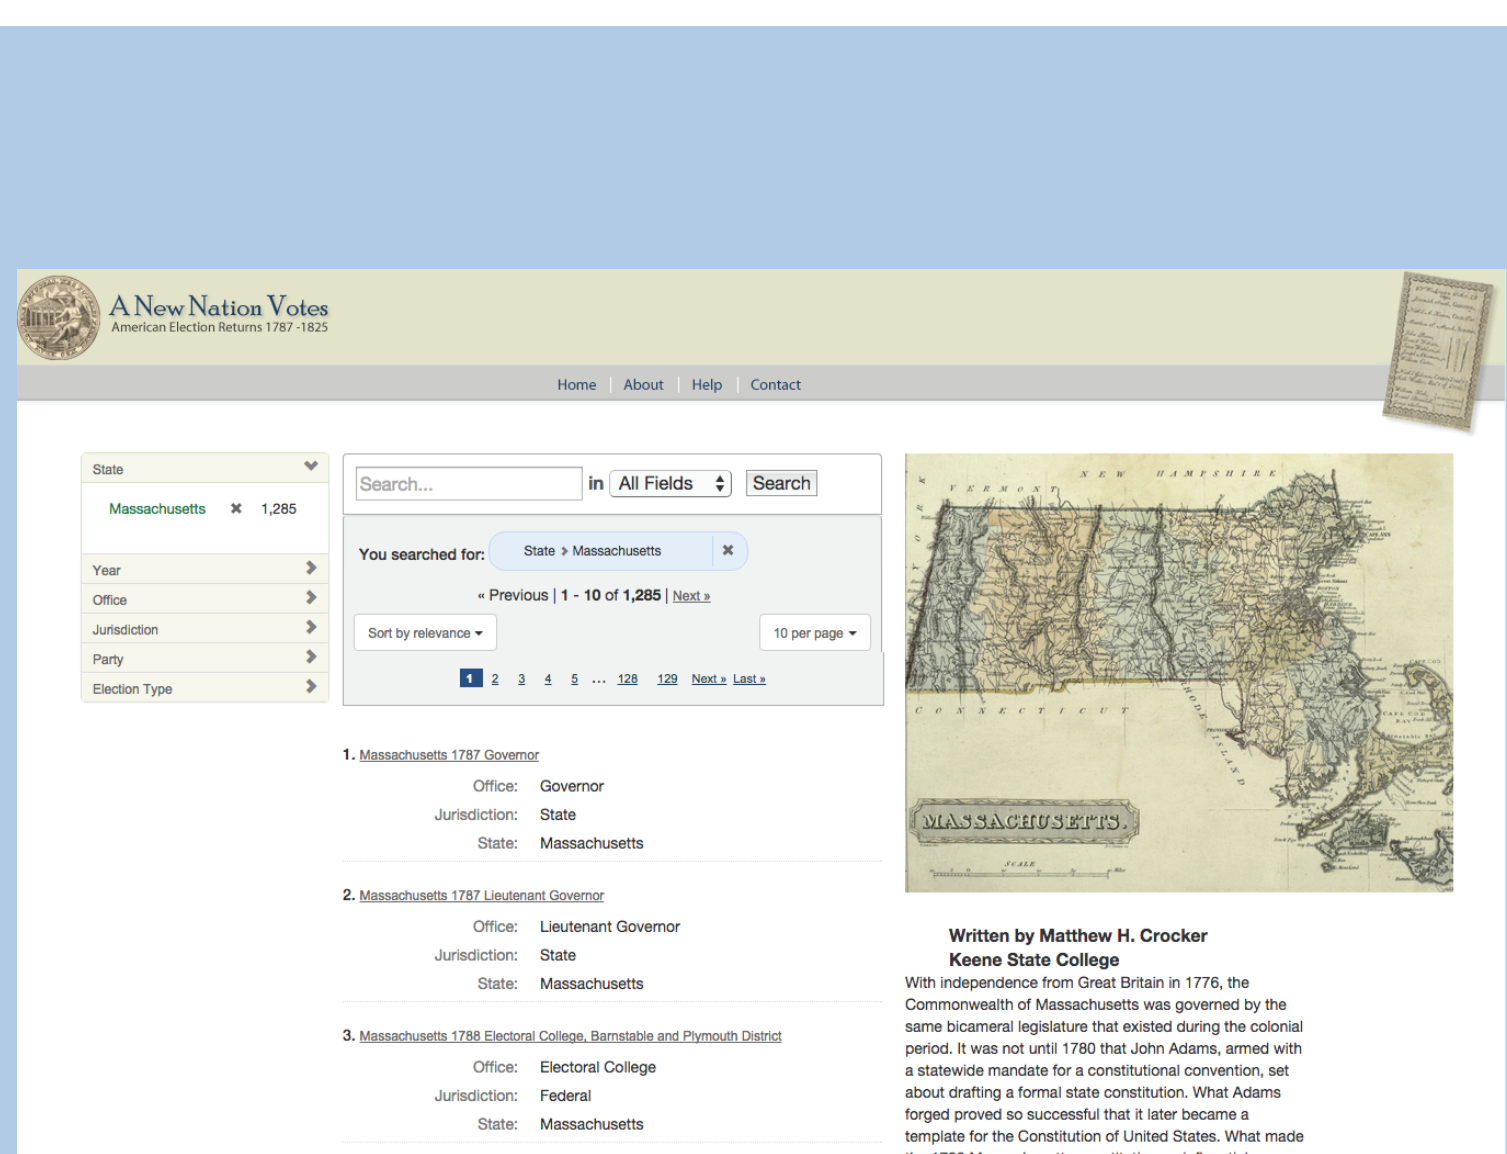 A New Nation Votes
American Election Returns 1787 -1825
Home
About
Help
Contact
State
Massachusetts ✖ 1,285
Year
Office
Jurisdiction
Party
Election Type
Search... in All Fields Search
You searched for: State > Massachusetts ✖
« Previous | 1 - 10 of 1,285 | Next »
Sort by relevance
10 per page
1 2 3 4 5 ... 128 129 Next » Last »
1. Massachusetts 1787 Governor
Office: Governor
Jurisdiction: State
State: Massachusetts
2. Massachusetts 1787 Lieutenant Governor
Office: Lieutenant Governor
Jurisdiction: State
State: Massachusetts
3. Massachusetts 1788 Electoral College, Barnstable and Plymouth District
Office: Electoral College
Jurisdiction: Federal
State: Massachusetts
NEW HAMPSHIRE
VERMONT
CONNECTICUT
RHODE
ISLAND
MASSACHUSETTS.
SCALE
Written by Matthew H. Crocker
Keene State College
With independence from Great Britain in 1776, the
Commonwealth of Massachusetts was governed by the
same bicameral legislature that existed during the colonial
period. It was not until 1780 that John Adams, armed with
a statewide mandate for a constitutional convention, set
about drafting a formal state constitution. What Adams
forged proved so successful that it later became a
template for the Constitution of United States. What made